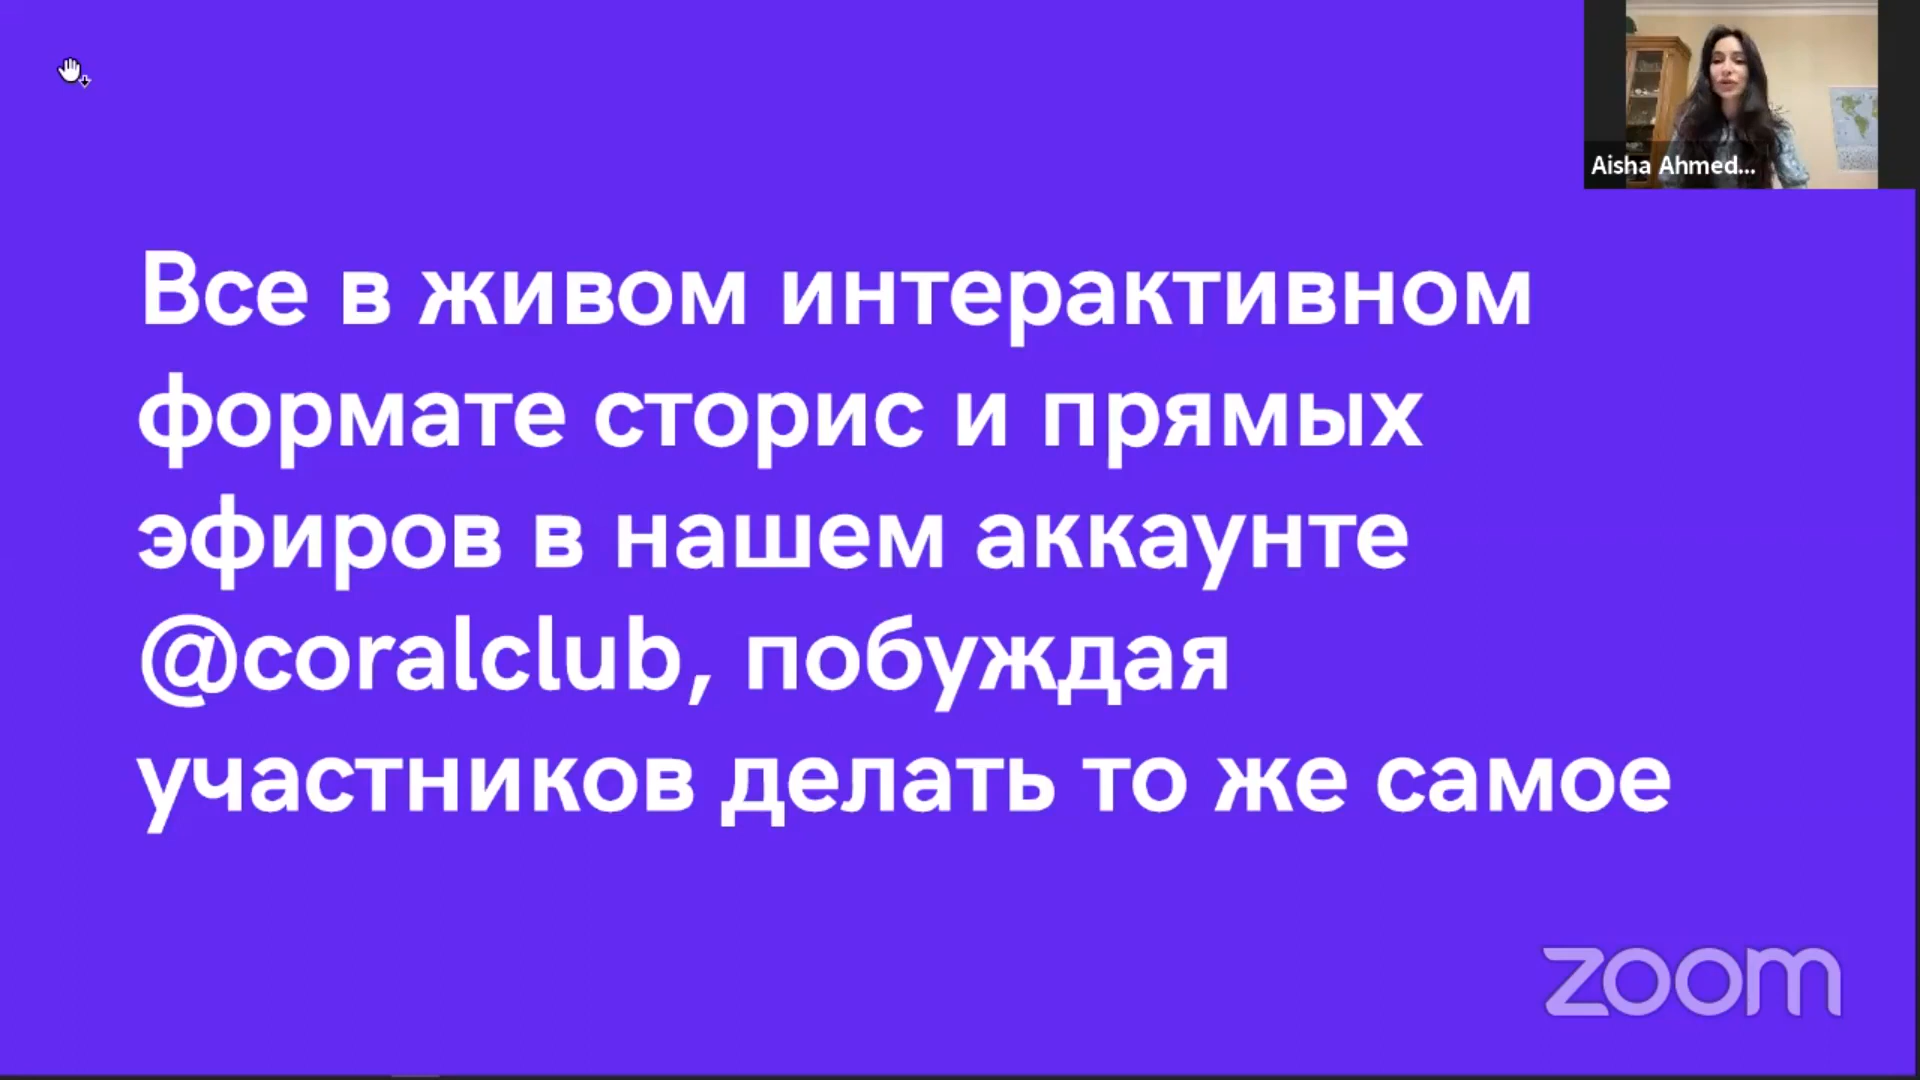 Aisha Ahmed...
Все в живом интерактивном
формате сторис и прямых
эфиров в нашем аккаунте
@coralclub, побуждая
участников делать то же самое
zoom